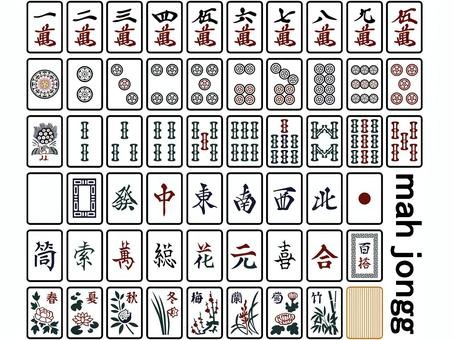 一萬 二萬 三萬 四萬 伍萬 六萬 七萬 八萬 九萬 伍萬
發 中 東 南 西 北
筒 索 萬 總 花 元 喜 合 百搭
春 夏 秋 冬 梅 蘭 菊 竹
mah jongg